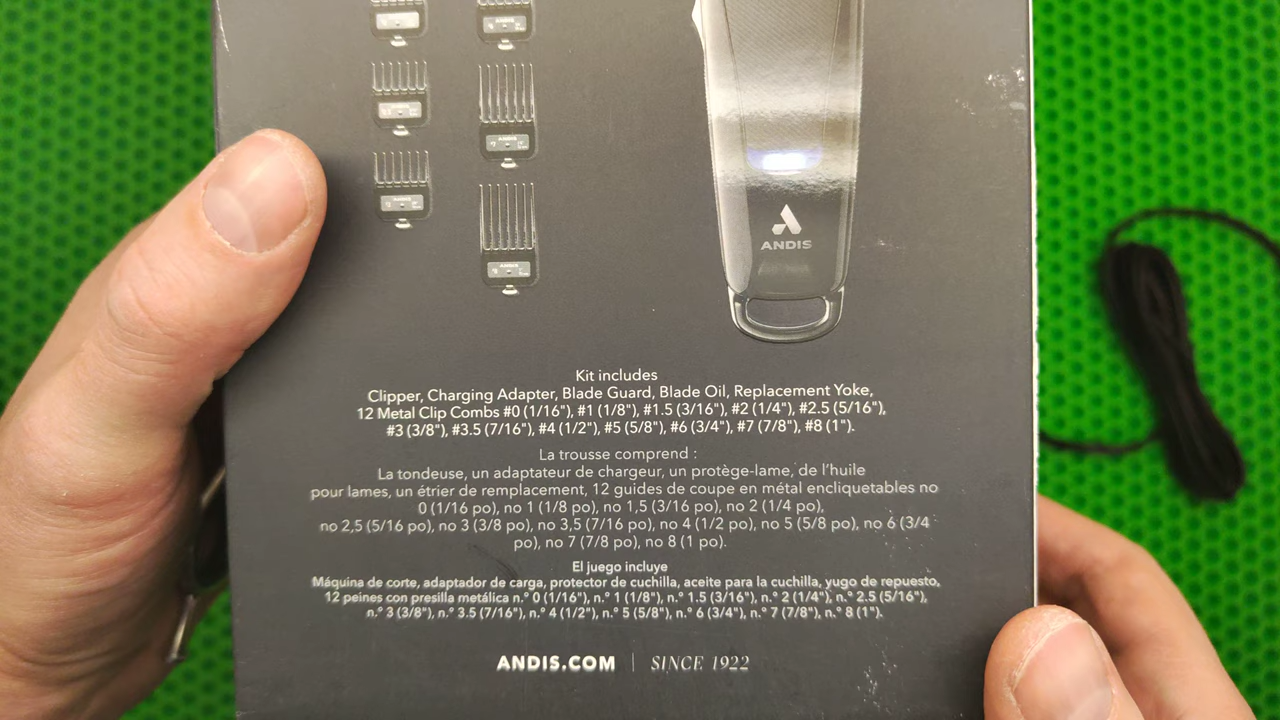 ANDIS
ANDIS
ANDIS
ANDIS
Kit includes
Clipper, Charging Adapter, Blade Guard, Blade Oil, Replacement Yoke,
12 Metal Clip Combs #0 (1/16"), #1 (1/8"), #1.5 (3/16"), #2 (1/4"), #2.5 (5/16"),
#3 (3/8"), #3.5 (7/16"), #4 (1/2"), #5 (5/8"), #6 (3/4"), #7 (7/8"), #8 (1").
La trousse comprend :
La tondeuse, un adaptateur de chargeur, un protège-lame, de l'huile
pour lames, un étrier de remplacement, 12 guides de coupe en métal encliquetables no
0 (1/16 po), no 1 (1/8 po), no 1,5 (3/16 po), no 2 (1/4 po),
no 2,5 (5/16 po), no 3 (3/8 po), no 3,5 (7/16 po), no 4 (1/2 po), no 5 (5/8 po), no 6 (3/4
po), no 7 (7/8 po), no 8 (1 po).
El juego incluye
Máquina de corte, adaptador de carga, protector de cuchilla, aceite para la cuchilla, yugo de repuesto,
12 peines con presilla metálica n.° 0 (1/16"), n.° 1 (1/8"), n.° 1.5 (3/16"), n.° 2 (1/4"), n.° 2.5 (5/16"),
n.° 3 (3/8"), n.° 3.5 (7/16"), n.° 4 (1/2"), n.° 5 (5/8"), n.° 6 (3/4"), n.° 7 (7/8"), n.° 8 (1").
ANDIS.COM | SINCE 1922